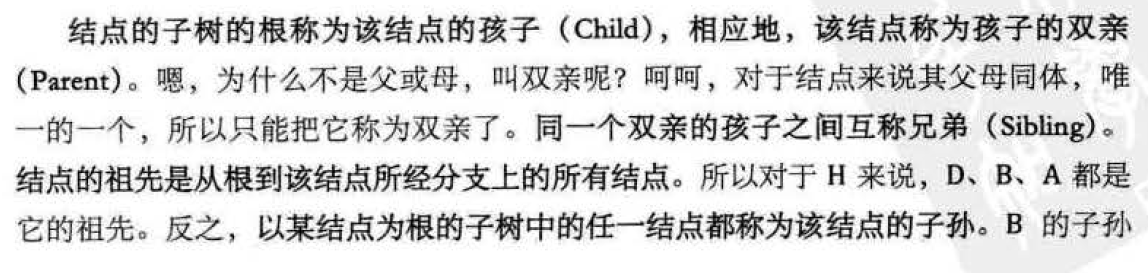 结点的子树的根称为该结点的孩子（Child），相应地，该结点称为孩子的双亲
（Parent）。嗯，为什么不是父或母，叫双亲呢？呵呵，对于结点来说其父母同体，唯
一的一个，所以只能把它称为双亲了。同一个双亲的孩子之间互称兄弟（Sibling）。
结点的祖先是从根到该结点所经分支上的所有结点。所以对于 H 来说，D、B、A 都是
它的祖先。反之，以某结点为根的子树中的任一结点都称为该结点的子孙。B 的子孙